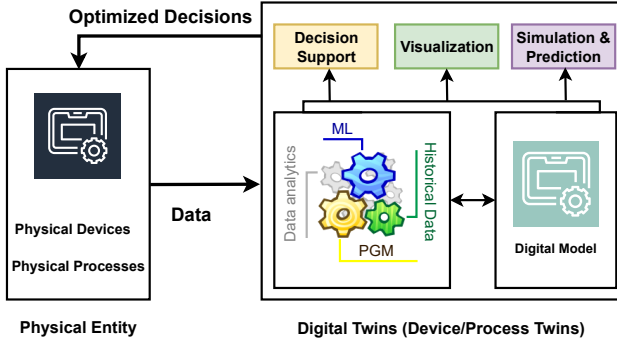 Optimized Decisions
Decision
Support
Visualization
Simulation &
Prediction
ML
Data analytics
Historical Data
PGM
Data
Physical Devices
Physical Processes
Digital Model
Physical Entity
Digital Twins (Device/Process Twins)